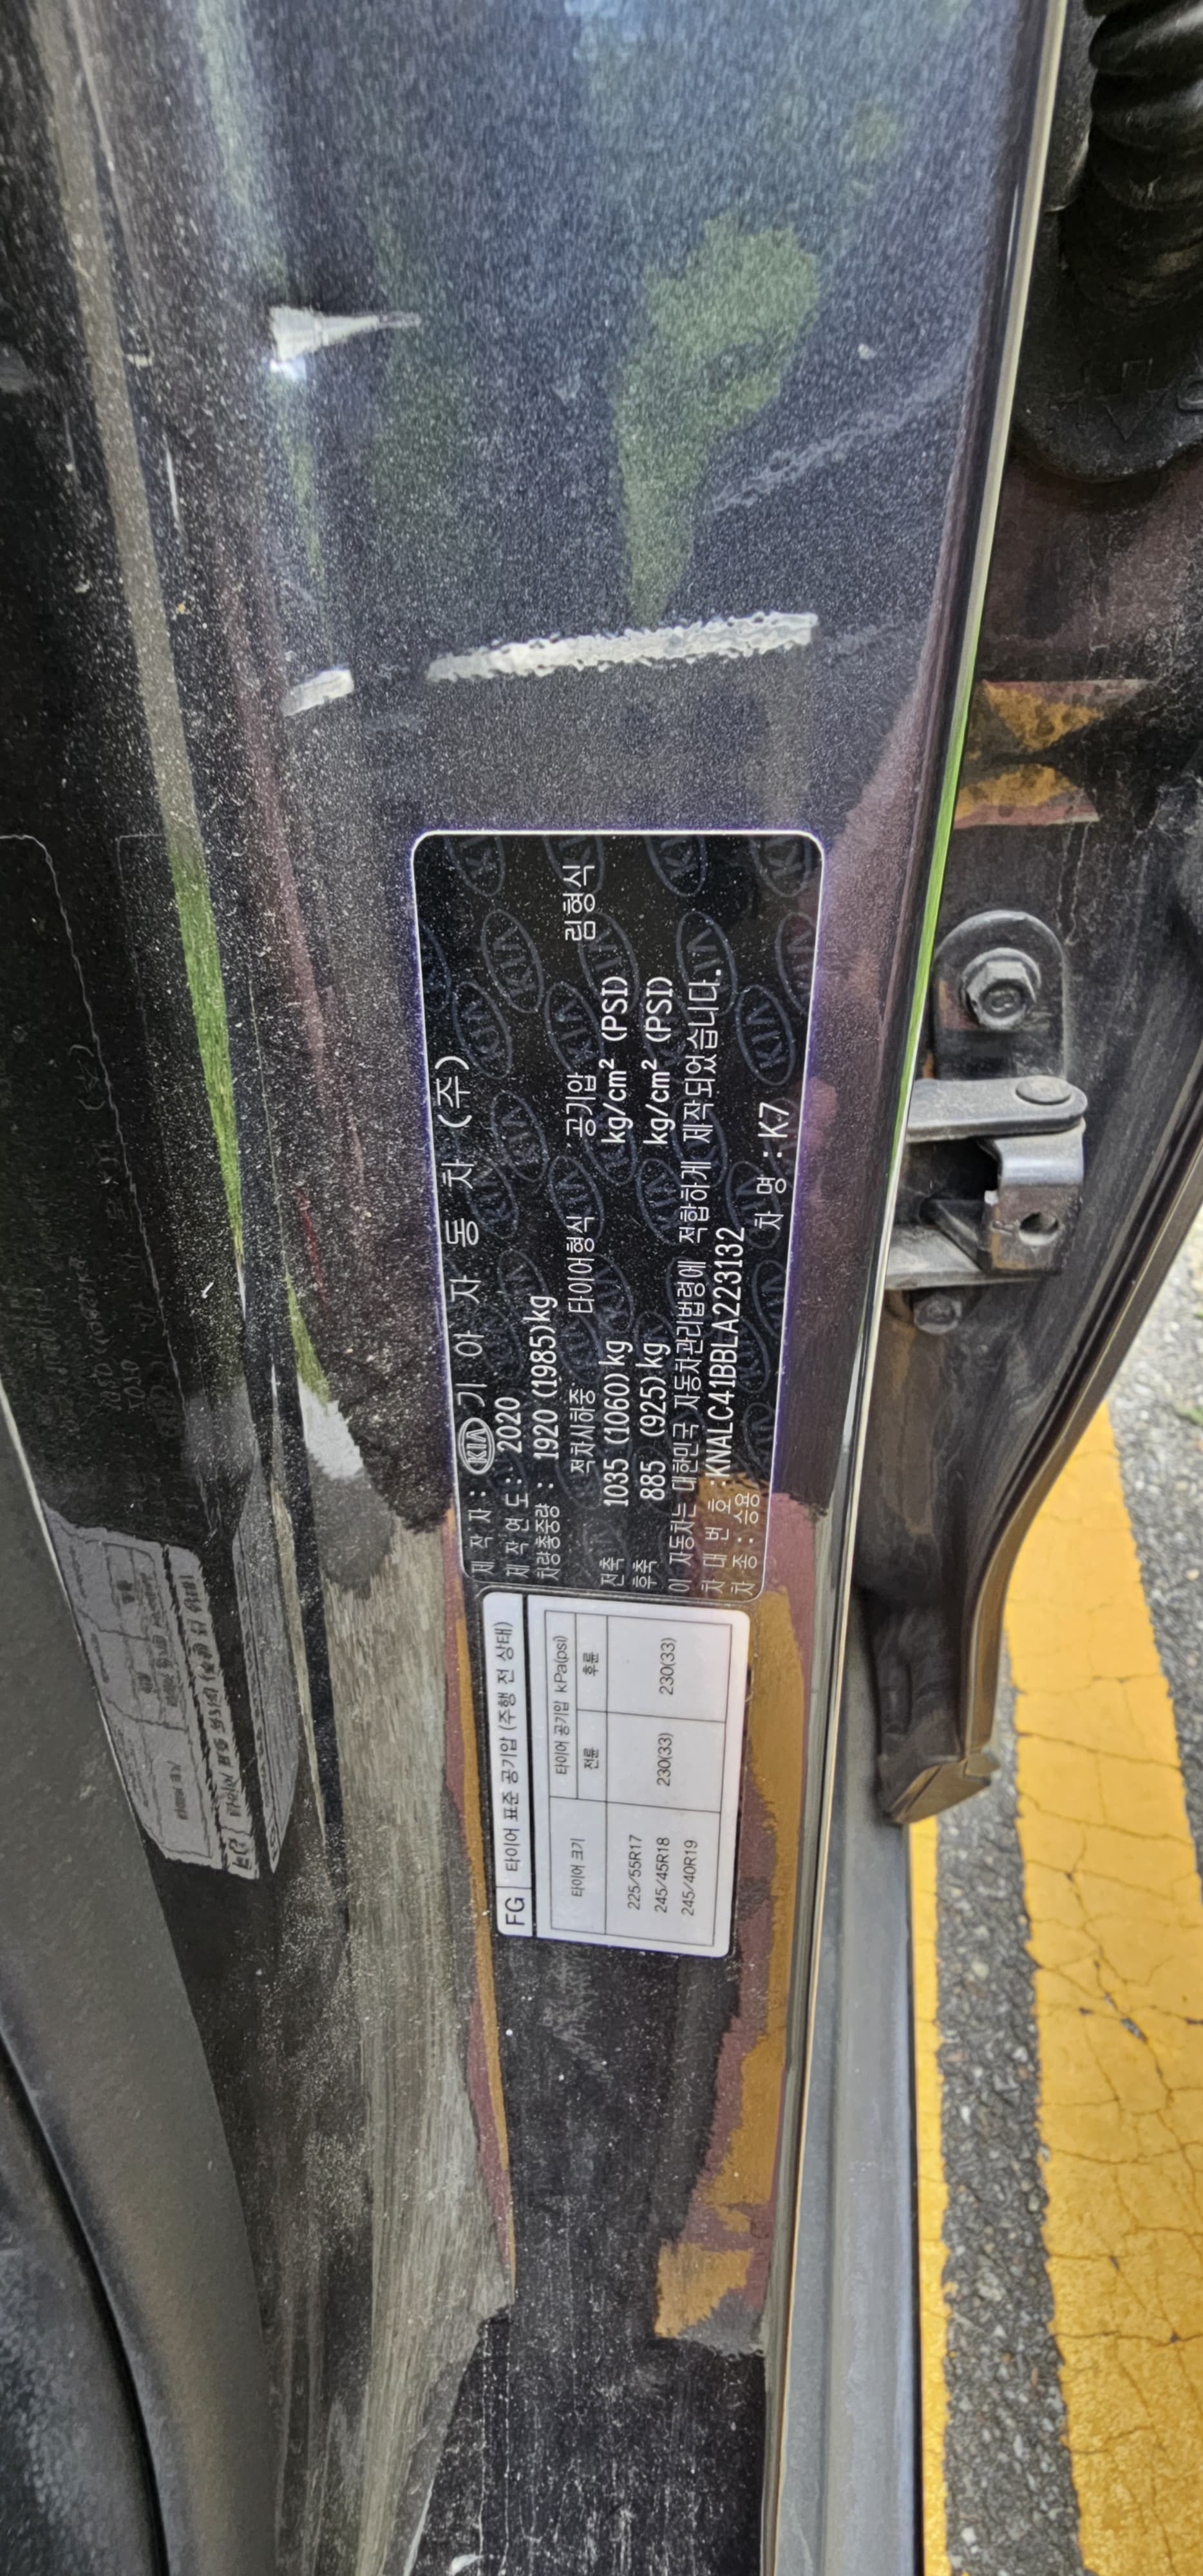 제 작 자 : KIA 기 아 자 동 차 (주)
제 작 연 도 : 2020
차량총중량 : 1920 (1985)kg
적차시하중 타이어형식 공기압 림형식
전축 1035 (1060) kg kg/cm² (PSI)
후축 885 (925) kg kg/cm² (PSI)
이 자동차는 대한민국 자동차관리법령에 적합하게 제작되었습니다.
차 대 번 호 : KNALC41BBLA223132
차 종 : 승용 차 명 : K7
FG 타이어 표준 공기압 (주행 전 상태)
타이어 크기 타이어 공기압 kPa(psi)
전륜 후륜
225/55R17
245/45R18 230(33) 230(33)
245/40R19